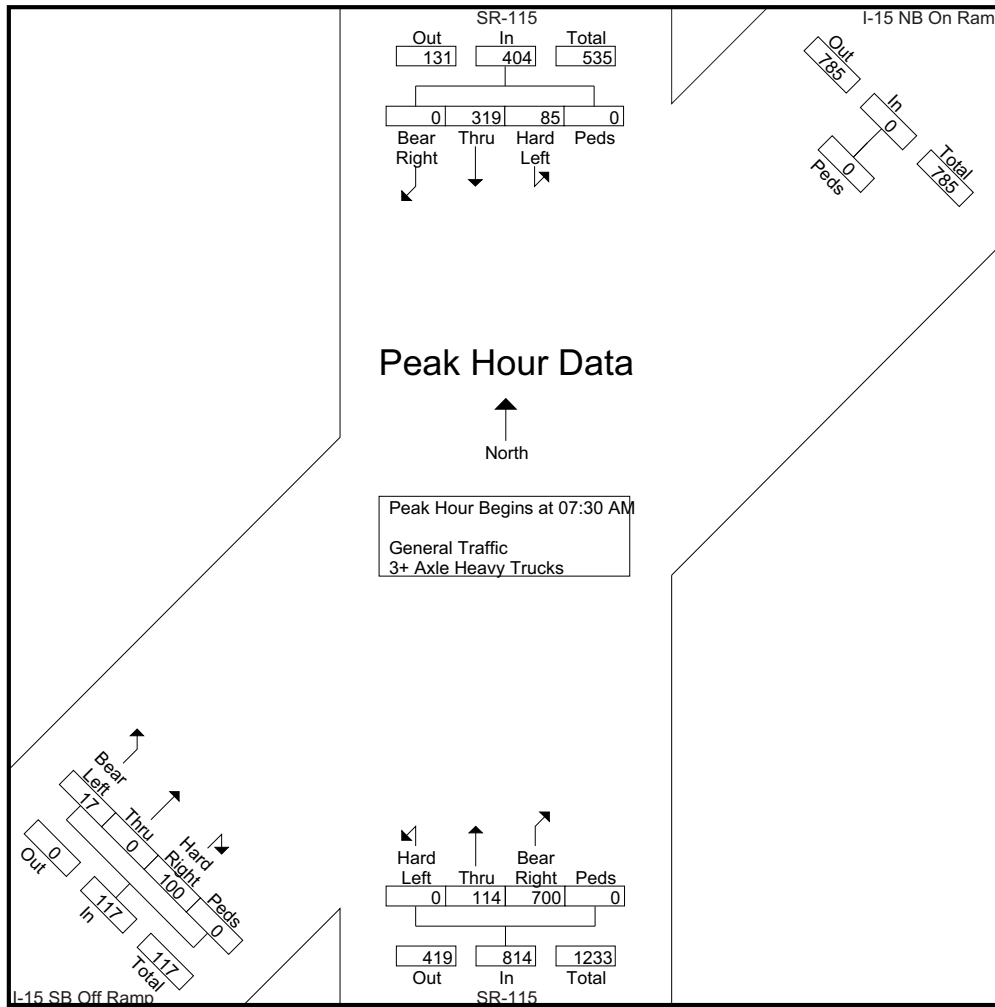 SR-115
Out In Total
131 404 535
0 319 85 0
Bear Right Thru Hard Left Peds
I-15 NB On Ramp
Out
785
In
0
Total
785
0
Peds
Peak Hour Data
North
Peak Hour Begins at 07:30 AM
General Traffic
3+ Axle Heavy Trucks
Bear Left Thru Hard Right Peds
17 0 100 0
0
Out
117
In
117
Total
I-15 SB Off Ramp
Hard Left Thru Bear Right Peds
0 114 700 0
419 814 1233
Out In Total
SR-115